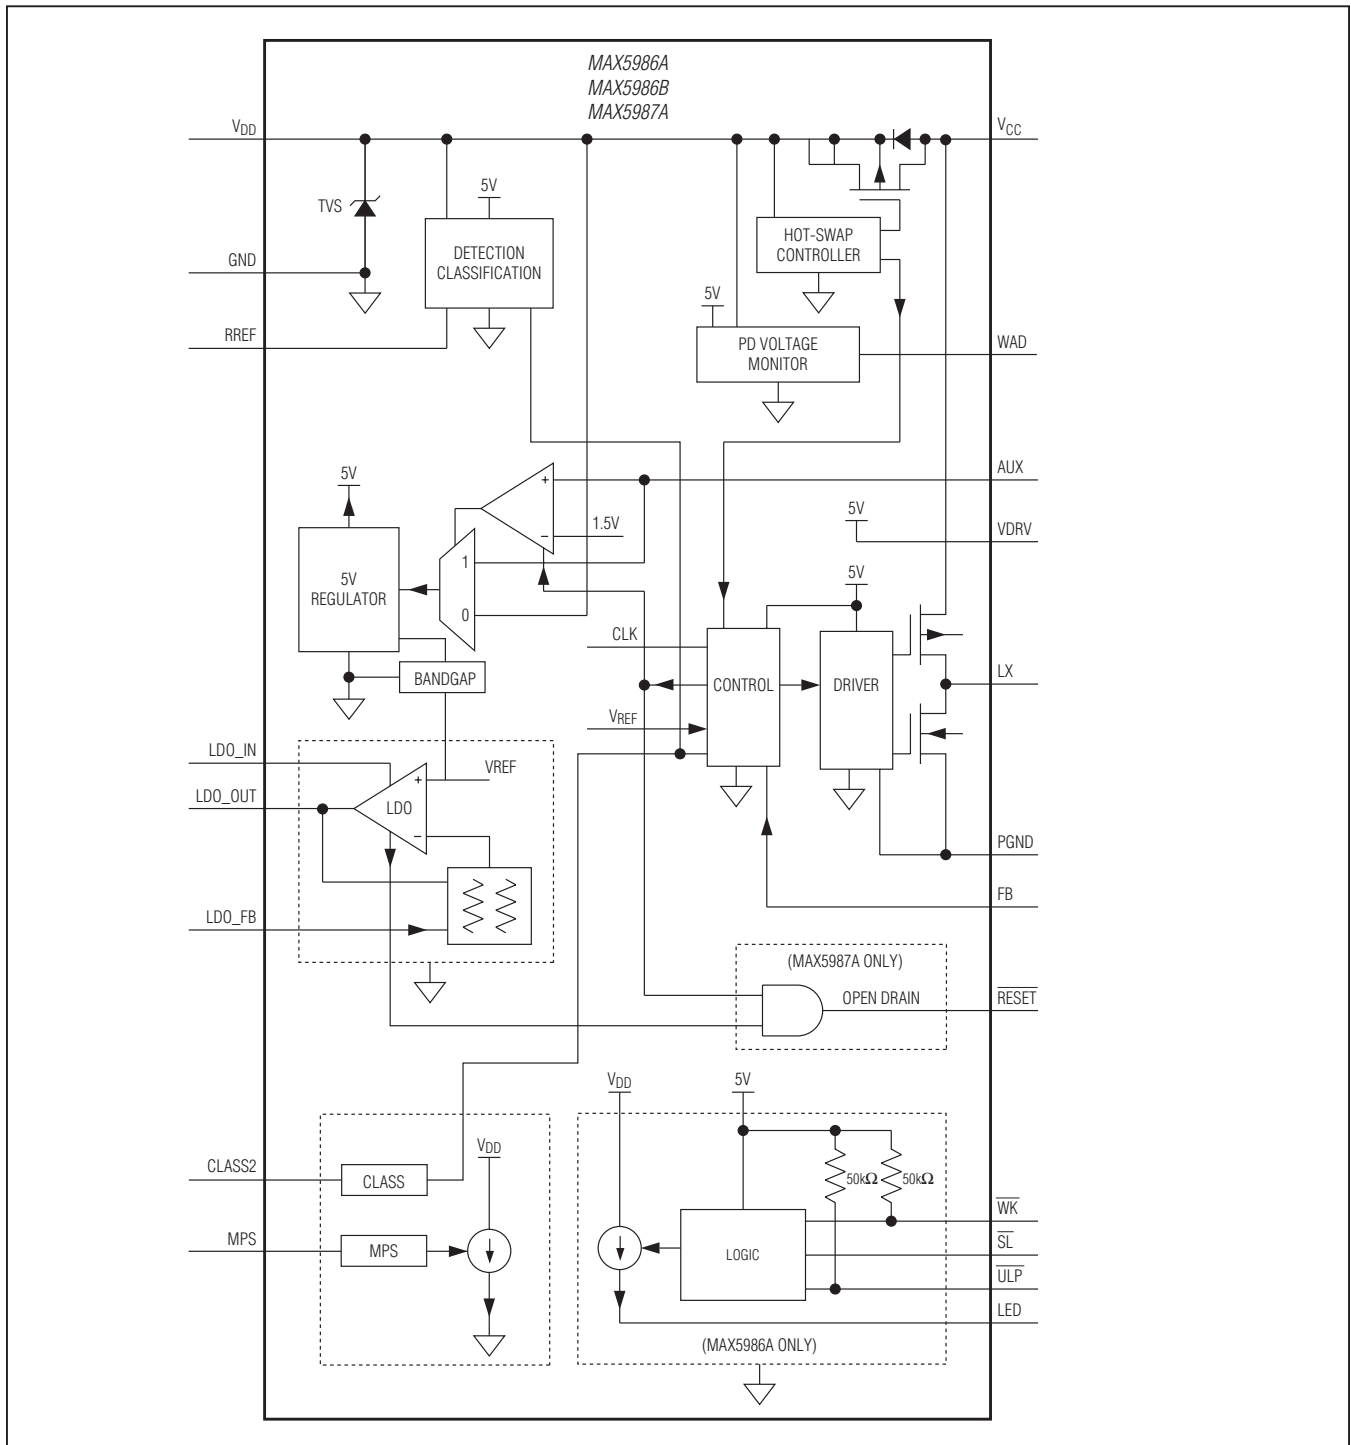 MAX5986A
MAX5986B
MAX5987A
VDD
VCC
TVS
5V
DETECTION
CLASSIFICATION
HOT-SWAP
CONTROLLER
GND
5V
RREF
PD VOLTAGE
MONITOR
WAD
5V
AUX
+
−
1.5V
5V
VDRV
5V
REGULATOR
1
0
5V
CLK
BANDGAP
CONTROL
DRIVER
LX
VREF
LDO_IN
VREF
+
LDO
−
LDO_OUT
PGND
LDO_FB
FB
(MAX5987A ONLY)
OPEN DRAIN
RESET
VDD
5V
VDD
CLASS2
CLASS
50kΩ
50kΩ
WK
MPS
MPS
LOGIC
SL
ULP
LED
(MAX5986A ONLY)